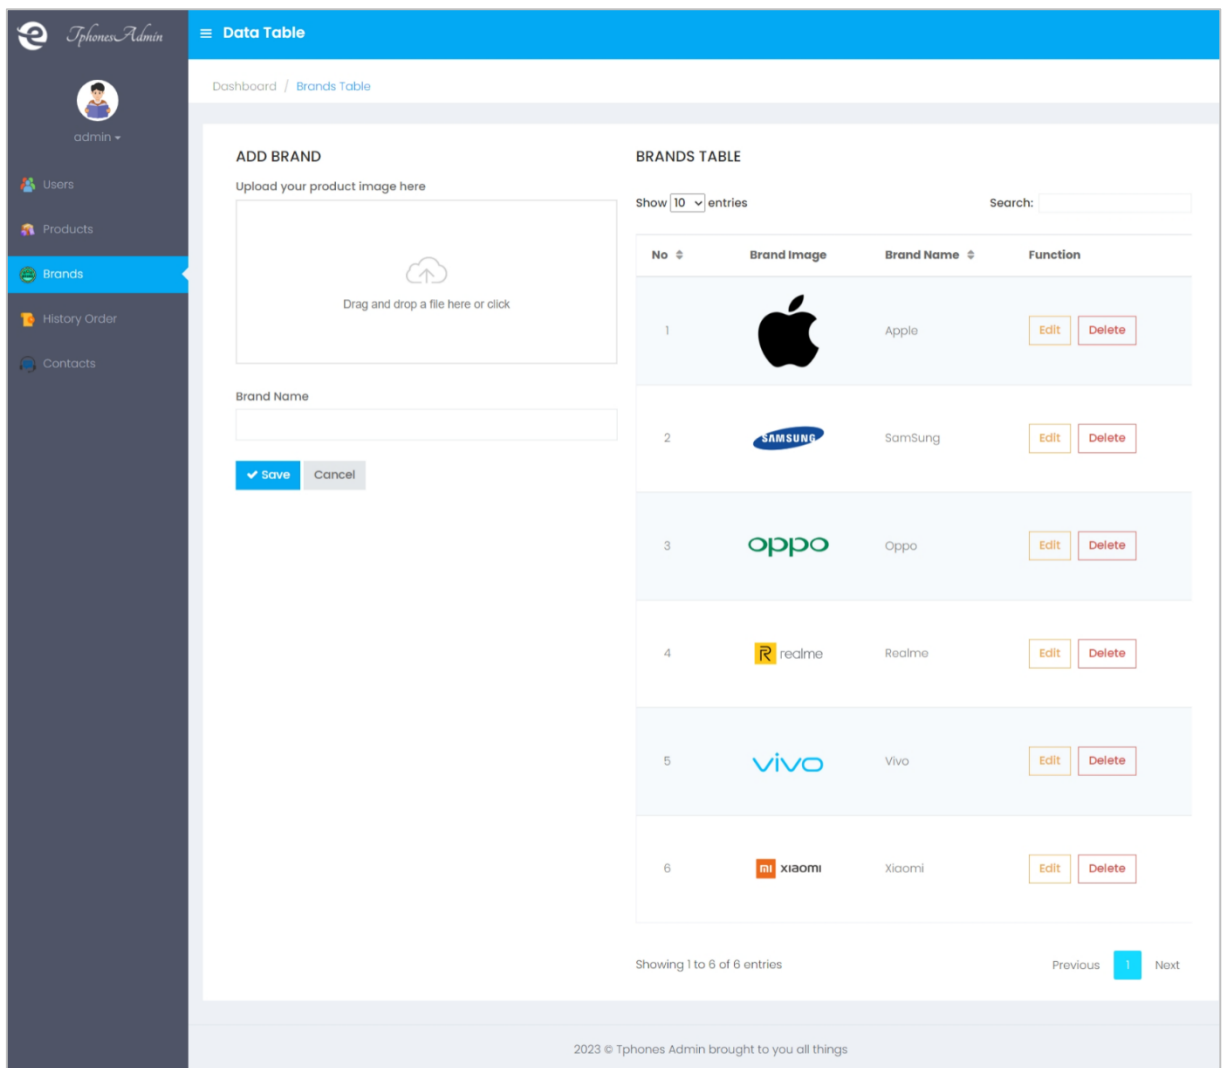 Tphones Admin
admin
Users
Products
Brands
History Order
Contacts
Data Table
Dashboard / Brands Table
ADD BRAND
Upload your product image here
Drag and drop a file here or click
Brand Name
Save Cancel
BRANDS TABLE
Show 10 entries Search:
No Brand Image Brand Name Function
1 Apple Edit Delete
2 SAMSUNG SamSung Edit Delete
3 oppo Oppo Edit Delete
4 R realme Realme Edit Delete
5 vivo Vivo Edit Delete
6 mi xiaomi Xiaomi Edit Delete
Showing 1 to 6 of 6 entries Previous 1 Next
2023 © Tphones Admin brought to you all things